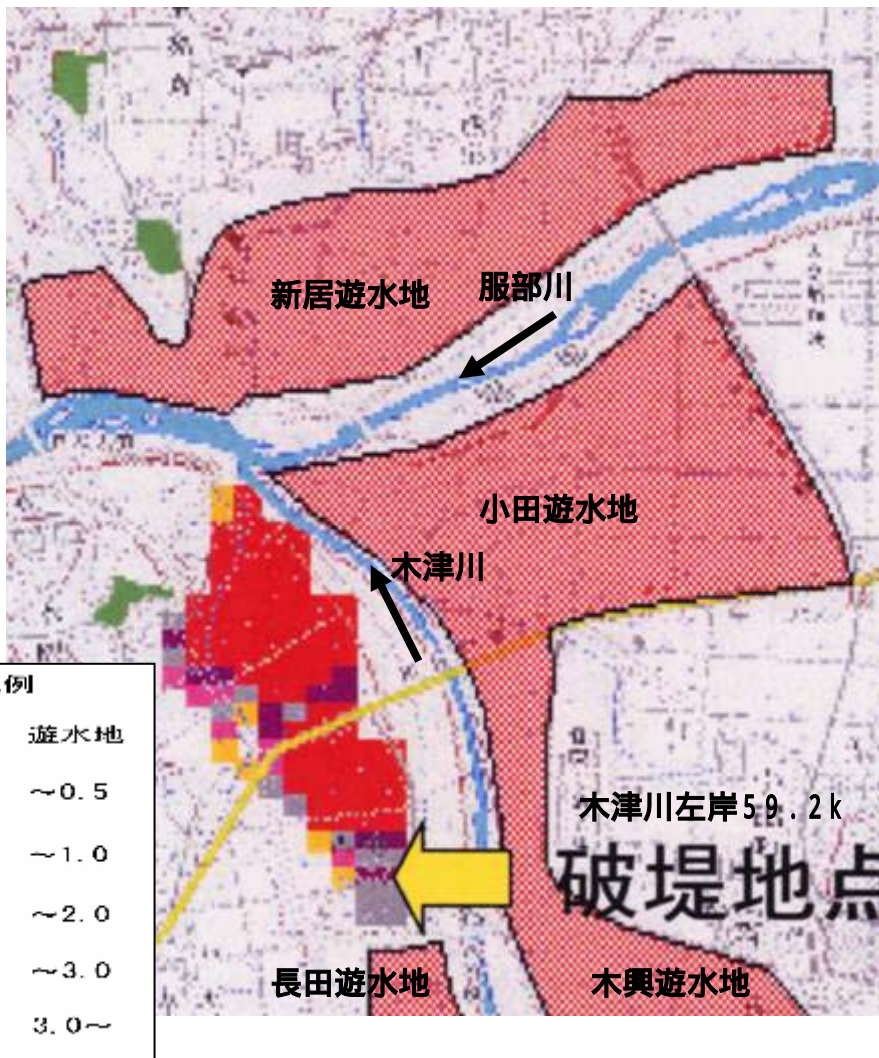 新居遊水地
服部川
小田遊水地
木津川
例
遊水地
~0.5
~1.0
~2.0
~3.0
3.0~
木津川左岸59.2k
破堤地点
長田遊水地
木興遊水地